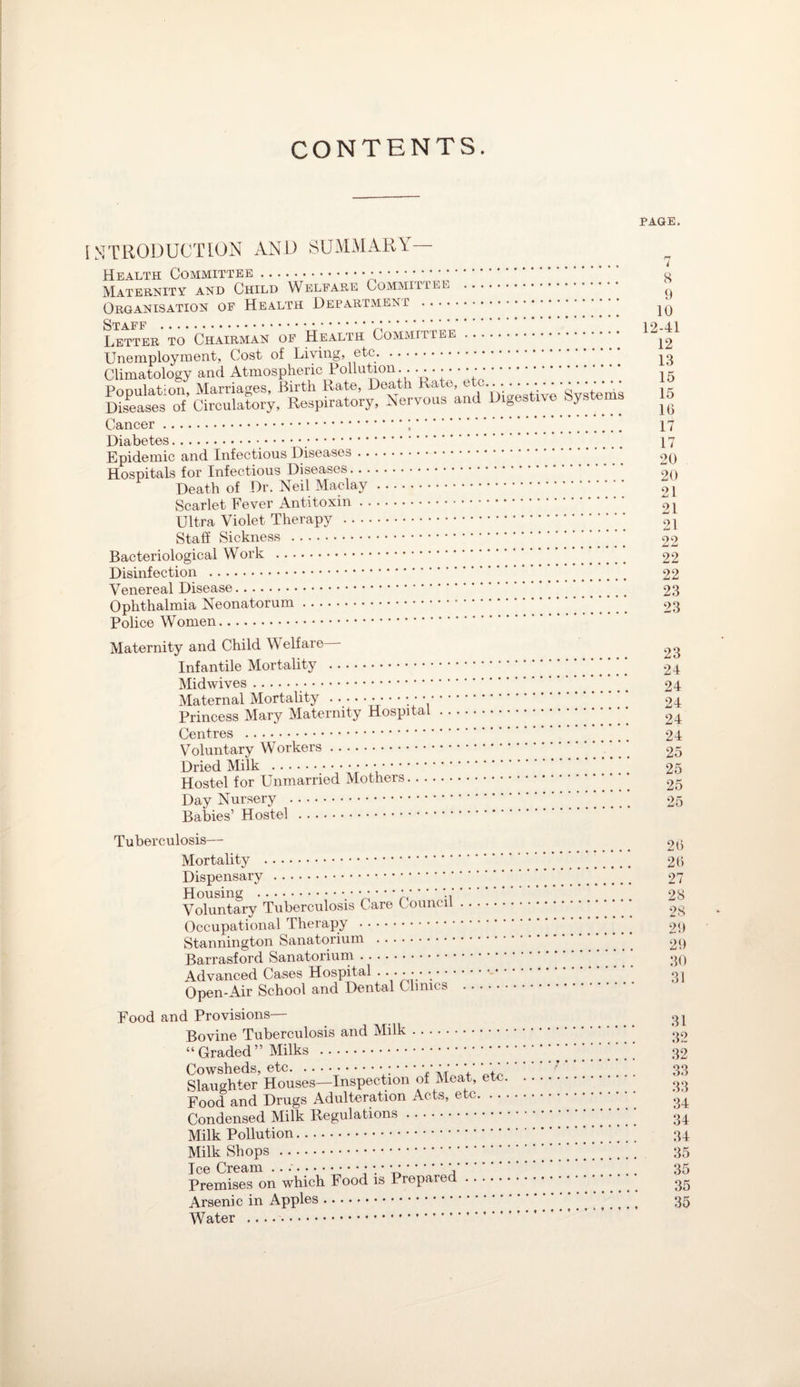 CONTENTS.
PAGE.
INTRODUCTION AND SUMMARY—
HEALTH COMMITTEE 7
MATERNITY AND CHILD WELFARE COMMITTEE 8
ORGANISATION OF HEALTH DEPARTMENT 9
STAFF 10
LETTER TO CHAIRMAN OF HEALTH COMMITTEE 12-41
Unemployment, Cost of Living, etc. 12
Climatology and Atmospheric Pollution 13
Population, Marriages, Birth Rate, Death Rate, etc. 15
Diseases of Circulatory, Respiratory, Nervous and Digestive Systems 15
Cancer 16
Diabetes 17
Epidemic and Infectious Diseases 17
Hospitals for Infectious Diseases 20
Death of Dr. Neil Maclay 20
Scarlet Fever Antitoxin 21
Ultra Violet Therapy 21
Staff Sickness 21
Bacteriological Work 22
Disinfection 22
Venereal Disease 22
Ophthalmia Neonatorum 23
Police Women 23
Maternity and Child Welfare—
Infantile Mortality 23
Midwives 24
Maternal Mortality 24
Princess Mary Maternity Hospital 24
Centres 24
Voluntary Workers 24
Dried Milk 25
Hostel for Unmarried Mothers 25
Day Nursery 25
Babies' Hostel 25
Tuberculosis—
Mortality 26
Dispensary 26
Housing 27
Voluntary Tuberculosis Care Council 28
Occupational Therapy 28
Stannington Sanatorium 29
Barrasford Sanatorium 29
Advanced Cases Hospital 30
Open-Air School and Dental Clinics 31
Food and Provisions—
Bovine Tuberculosis and Milk 31
"Graded" Milks 32
Cowsheds, etc. 32
Slaughter Houses—Inspection of Meat, etc. 33
Food and Drugs Adulteration Acts, etc. 33
Condensed Milk Regulations 34
Milk Pollution 34
Milk Shops 34
Ice Cream 35
Premises on which Food is Prepared 35
Arsenic in Apples 35
Water 35